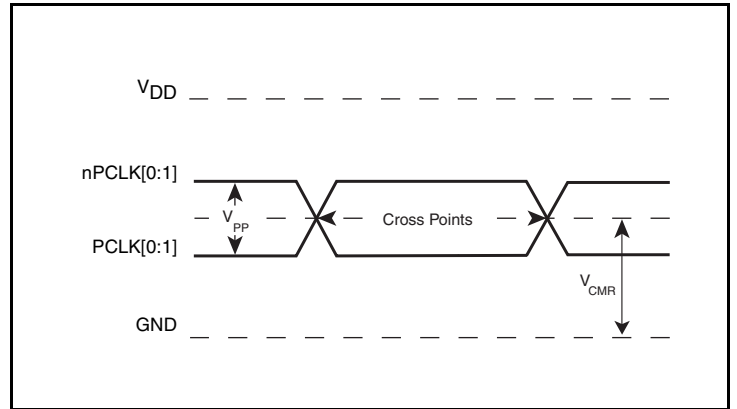 VDD
nPCLK[0:1]
VPP
Cross Points
PCLK[0:1]
VCMR
GND